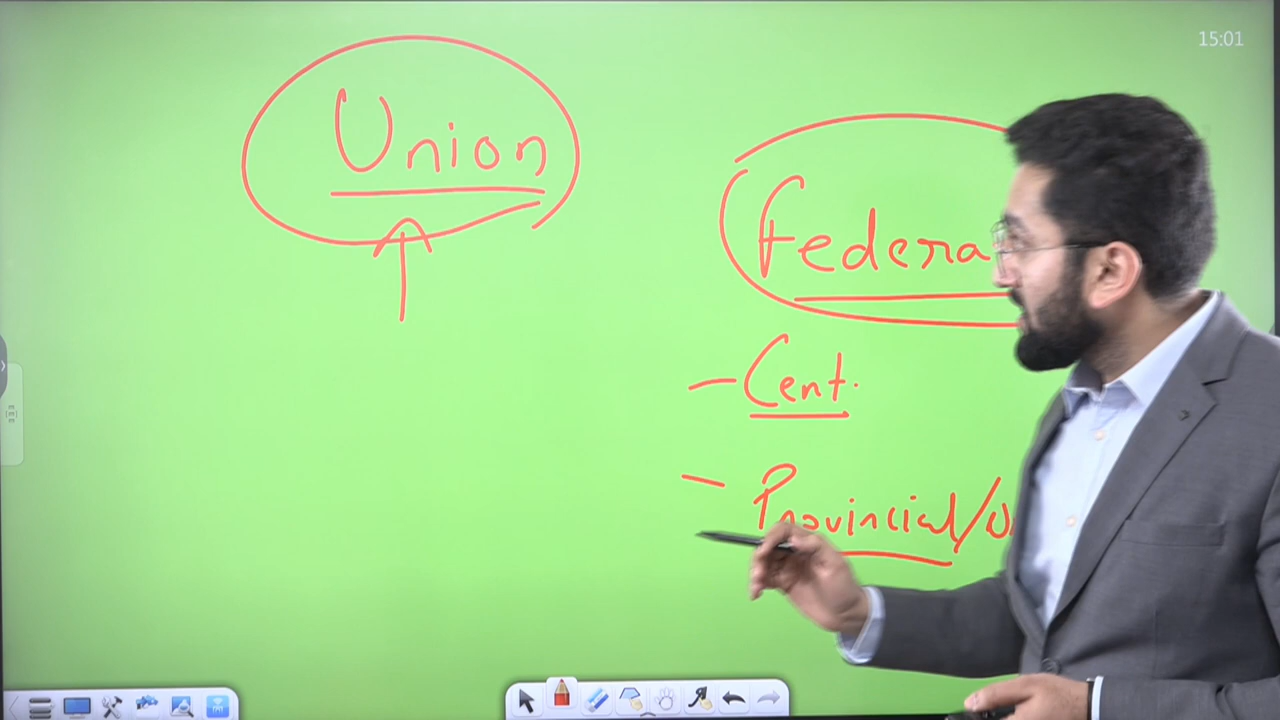 15:01
Union
Federa
- Cent.
- Provincial/